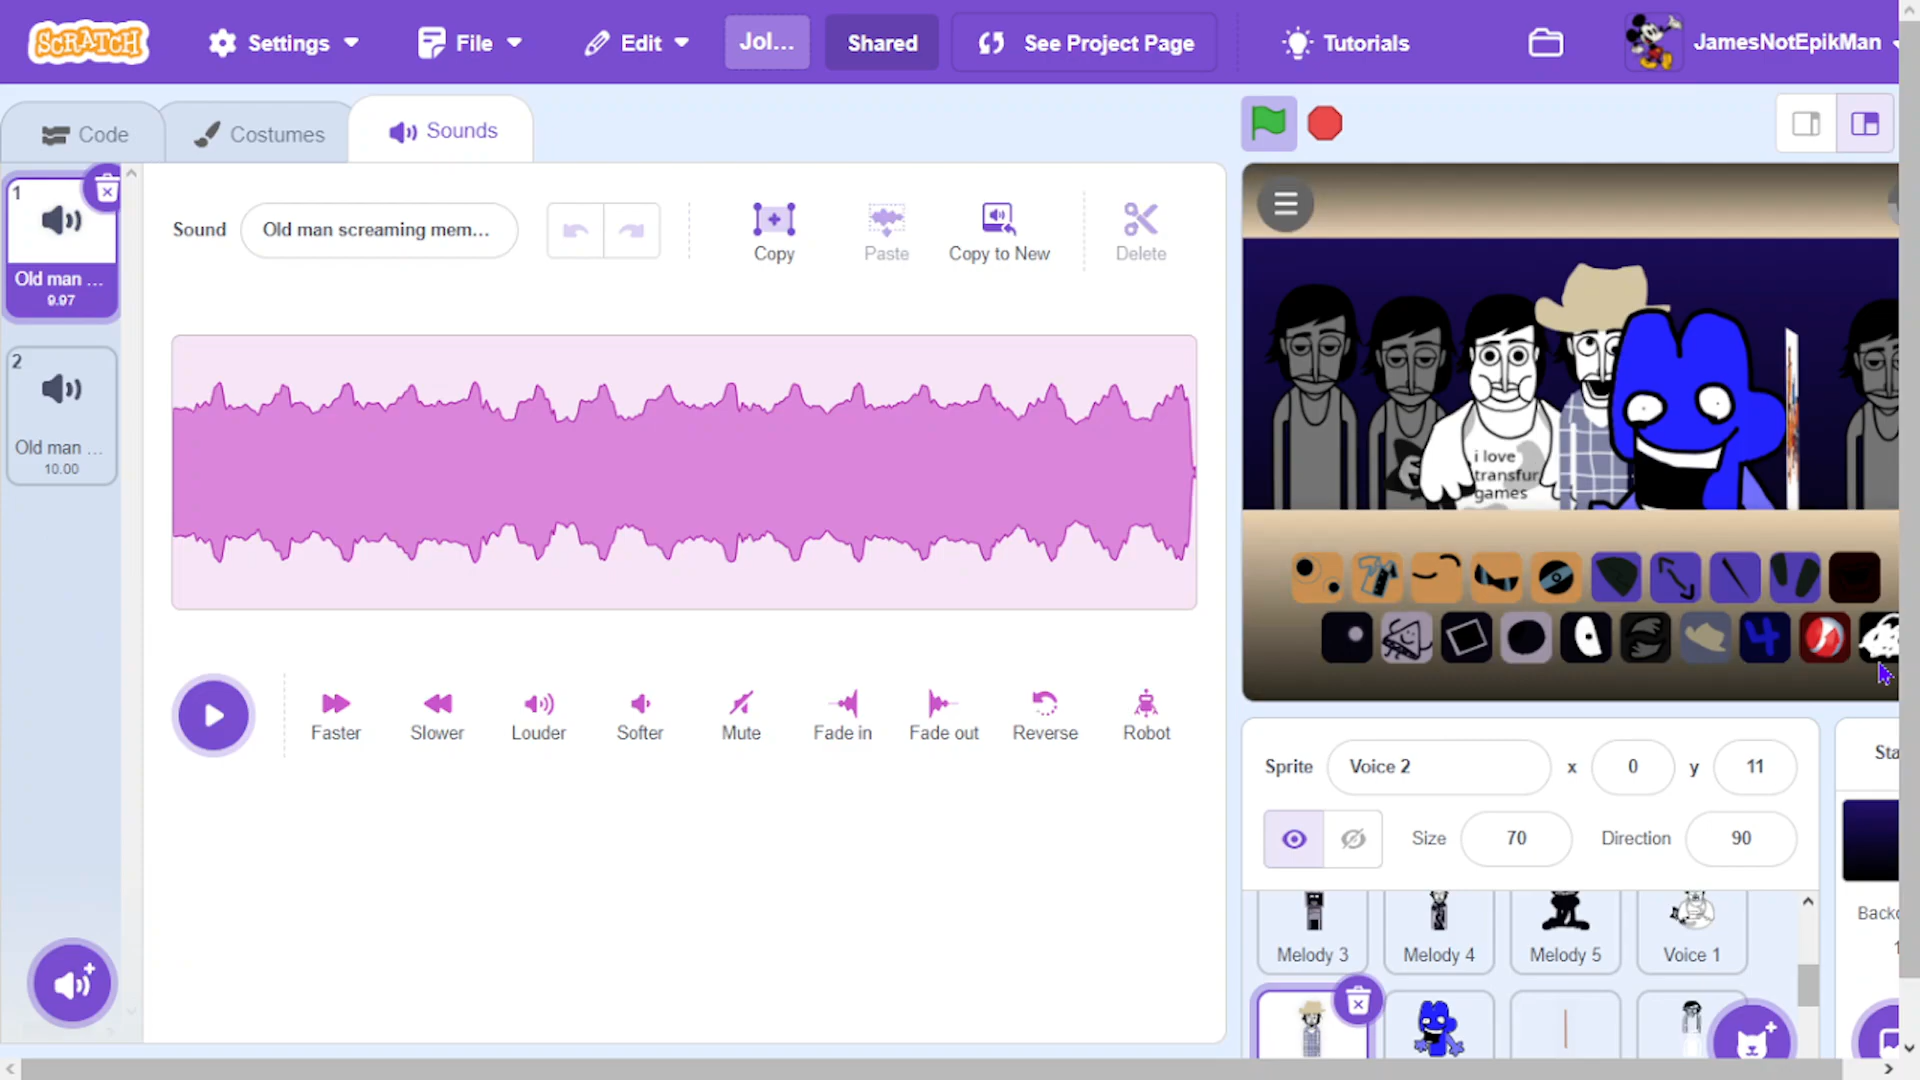 SCRATCH
Settings
File
Edit
Jol...
Shared
See Project Page
Tutorials
JamesNotEpikMan
Code
Costumes
Sounds
1
Old man ...
9.97
2
Old man ...
10.00
Sound
Old man screaming mem...
Copy
Paste
Copy to New
Delete
Faster
Slower
Louder
Softer
Mute
Fade in
Fade out
Reverse
Robot
i love
transfur
games
4
Sprite
Voice 2
x
0
y
11
Size
70
Direction
90
Melody 3
Melody 4
Melody 5
Voice 1
Sta
Backd
1